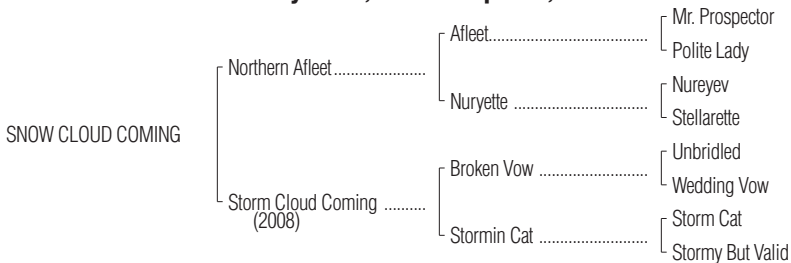 Mr. Prospector
Afleet
Polite Lady
Northern Afleet
Nureyev
Nuryette
Stellarette
SNOW CLOUD COMING
Unbridled
Broken Vow
Wedding Vow
Storm Cloud Coming
(2008)
Storm Cat
Stormin Cat
Stormy But Valid